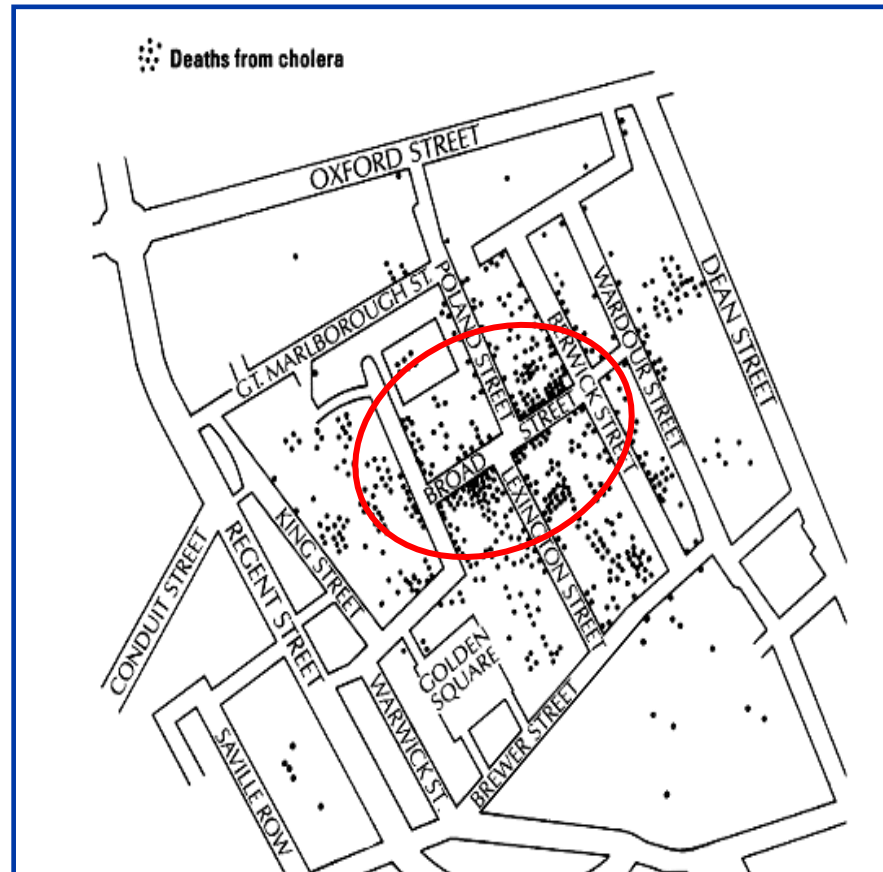 Deaths from cholera
OXFORD STREET
GT. MARLBOROUGH ST.
POLAND STREET
BERWICK STREET
WARDOUR STREET
DEAN STREET
BROAD STREET
LEXINGTON STREET
KING STREET
REGENT STREET
CONDUIT STREET
GOLDEN
SQUARE
WARWICK ST.
BREWER STREET
SAVILLE ROW